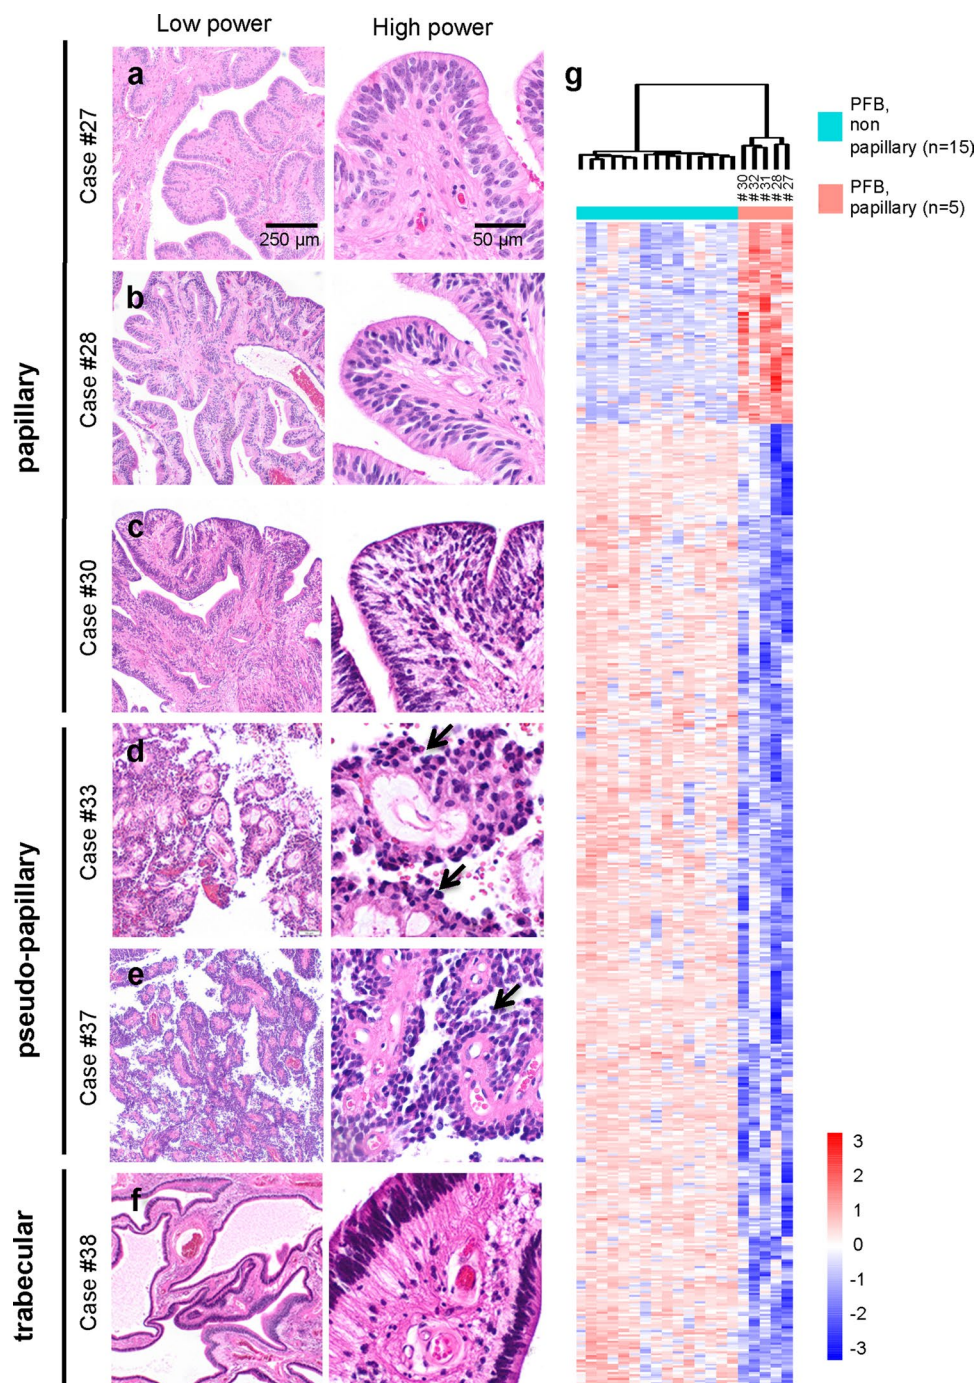 Low power
High power
papillary
Case #27
a
250 µm
50 µm
Case #28
b
Case #30
c
pseudo-papillary
Case #33
d
Case #37
e
trabecular
Case #38
f
g
# 30
# 32
# 31
# 28
# 27
PFB,
non
papillary (n=15)
PFB,
papillary (n=5)
3
2
1
0
-1
-2
-3